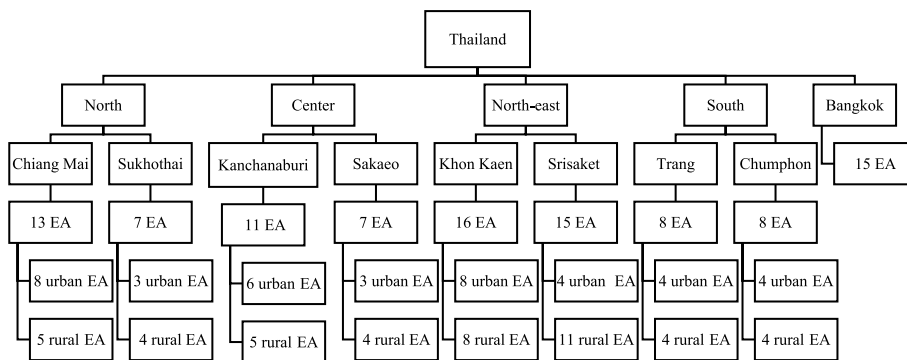 Thailand
North
Center
North-east
South
Bangkok
Chiang Mai
Sukhothai
Kanchanaburi
Sakaeo
Khon Kaen
Srisaket
Trang
Chumphon
15 EA
13 EA
7 EA
11 EA
7 EA
16 EA
15 EA
8 EA
8 EA
8 urban EA
3 urban EA
6 urban EA
3 urban EA
8 urban EA
4 urban EA
4 urban EA
4 urban EA
5 rural EA
4 rural EA
5 rural EA
4 rural EA
8 rural EA
11 rural EA
4 rural EA
4 rural EA